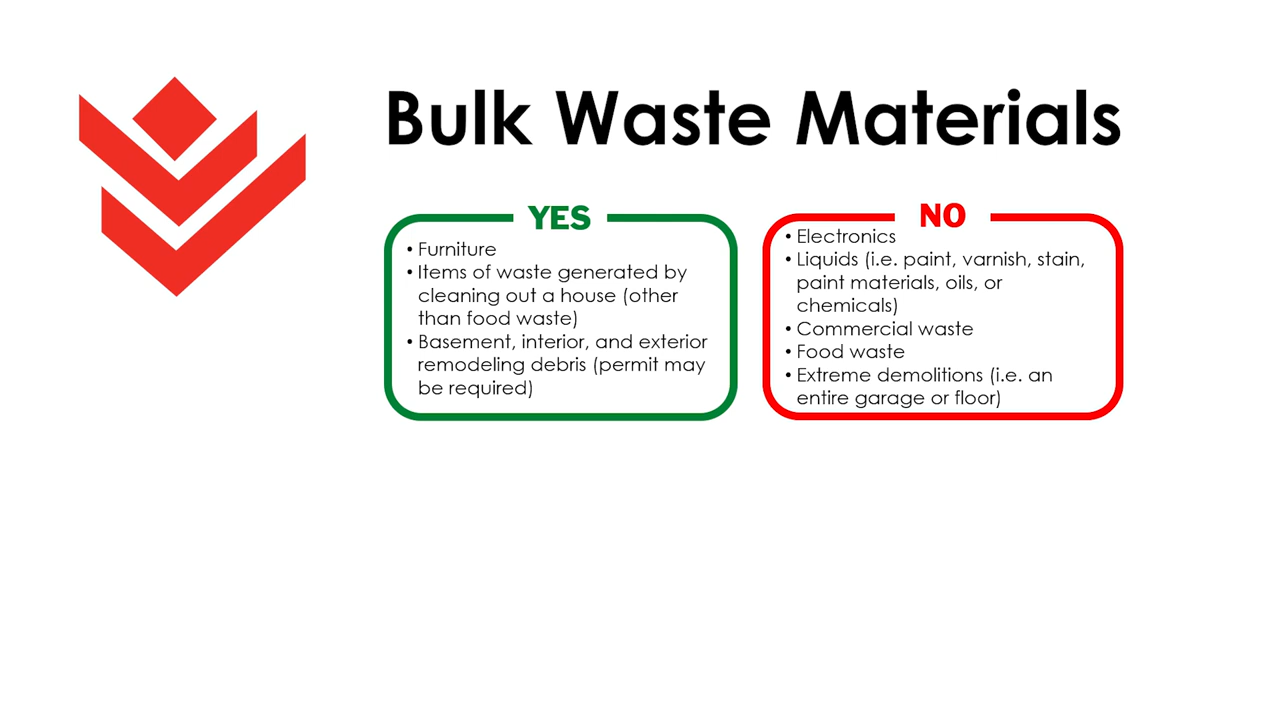 Bulk Waste Materials
YES
• Furniture
• Items of waste generated by
cleaning out a house (other
than food waste)
• Basement, interior, and exterior
remodeling debris (permit may
be required)
NO
• Electronics
• Liquids (i.e. paint, varnish, stain,
paint materials, oils, or
chemicals)
• Commercial waste
• Food waste
• Extreme demolitions (i.e. an
entire garage or floor)